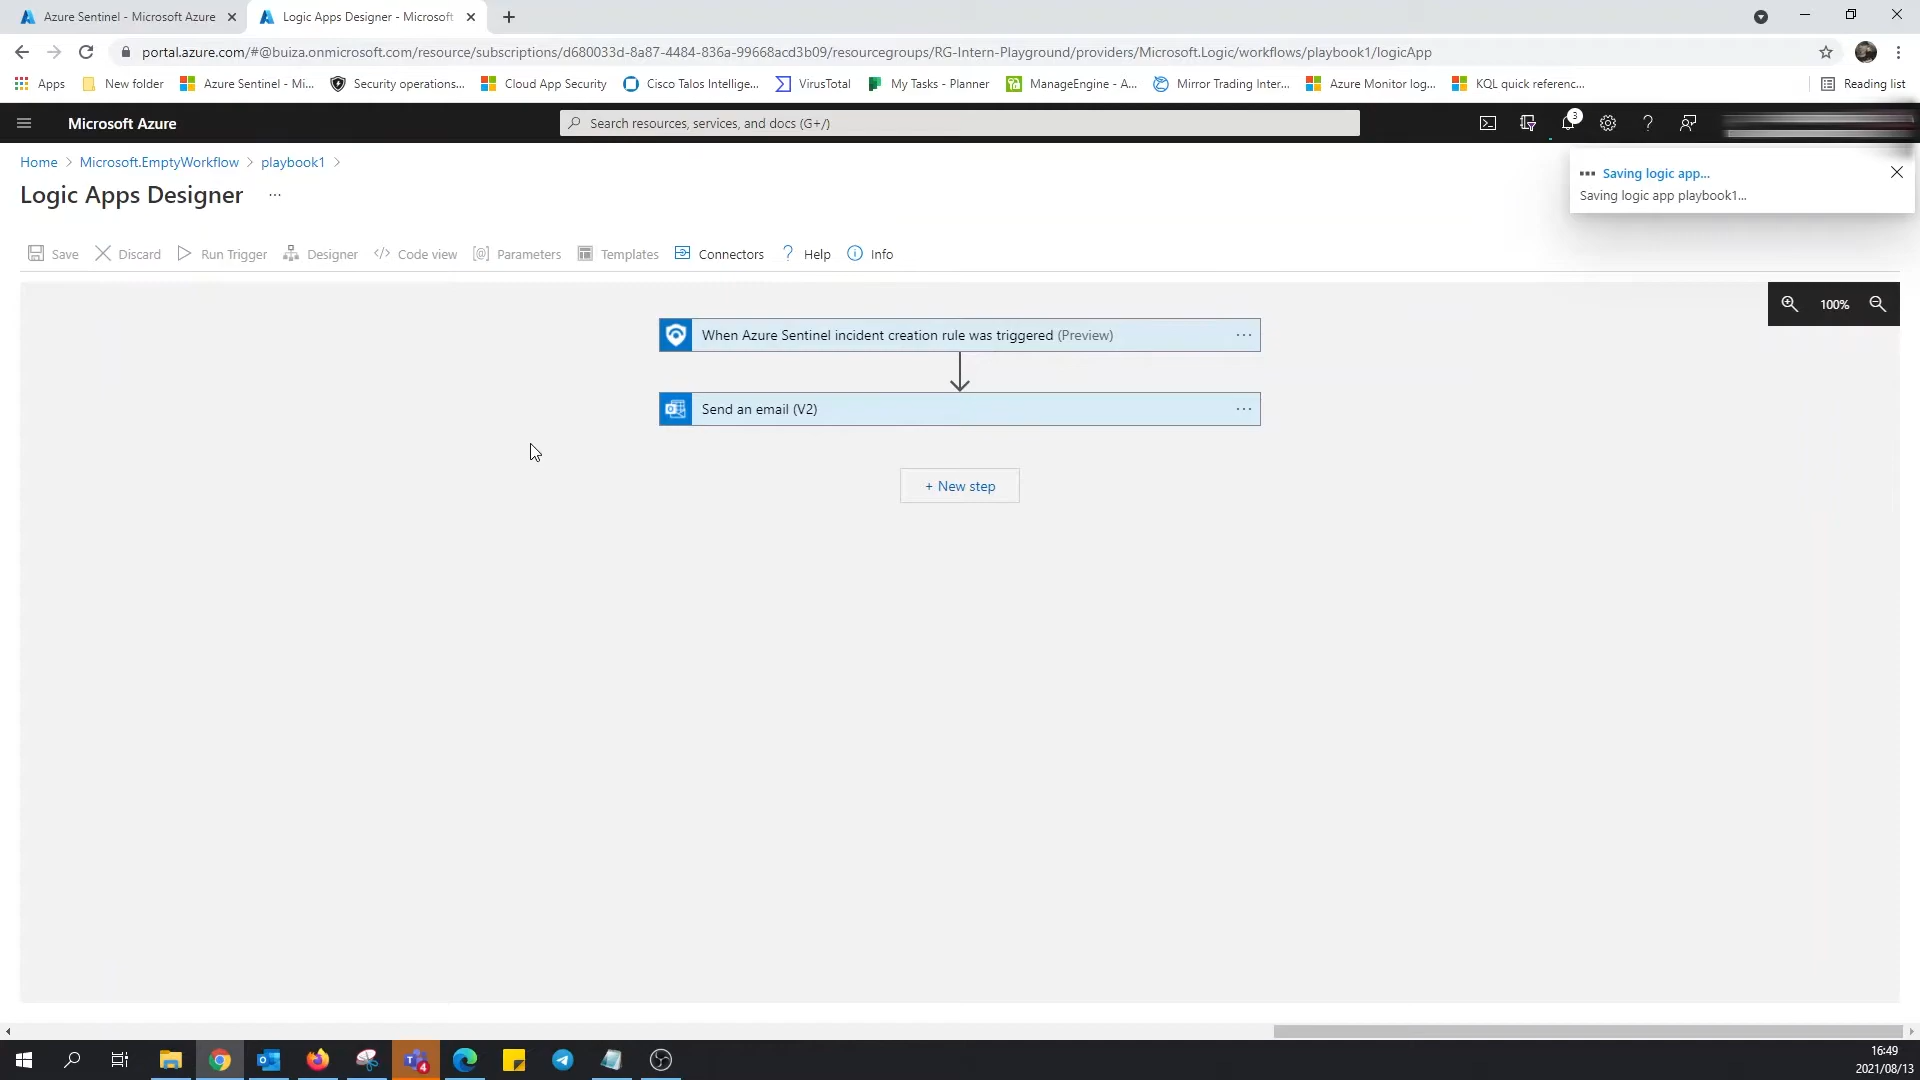 Azure Sentinel - Microsoft Azure
Logic Apps Designer - Microsoft
portal.azure.com/#@buiza.onmicrosoft.com/resource/subscriptions/d680033d-8a87-4484-836a-99668acd3b09/resourcegroups/RG-Intern-Playground/providers/Microsoft.Logic/workflows/playbook1/logicApp
Apps New folder Azure Sentinel - Mi... Security operations... Cloud App Security Cisco Talos Intellige... VirusTotal My Tasks - Planner ManageEngine - A... Mirror Trading Inter... Azure Monitor log... KQL quick referenc... Reading list
Microsoft Azure
Search resources, services, and docs (G+/)
3
Home > Microsoft.EmptyWorkflow > playbook1 >
Logic Apps Designer ...
Saving logic app...
Saving logic app playbook1...
Save Discard Run Trigger Designer Code view Parameters Templates Connectors Help Info
100%
When Azure Sentinel incident creation rule was triggered (Preview)
Send an email (V2)
+ New step
4
16:49
2021/08/13